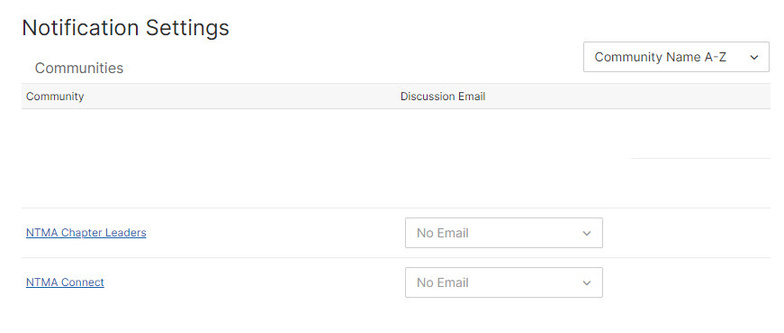 Notification Settings
Community Name A-Z
Communities
Community Discussion Email
NTMA Chapter Leaders No Email
NTMA Connect No Email